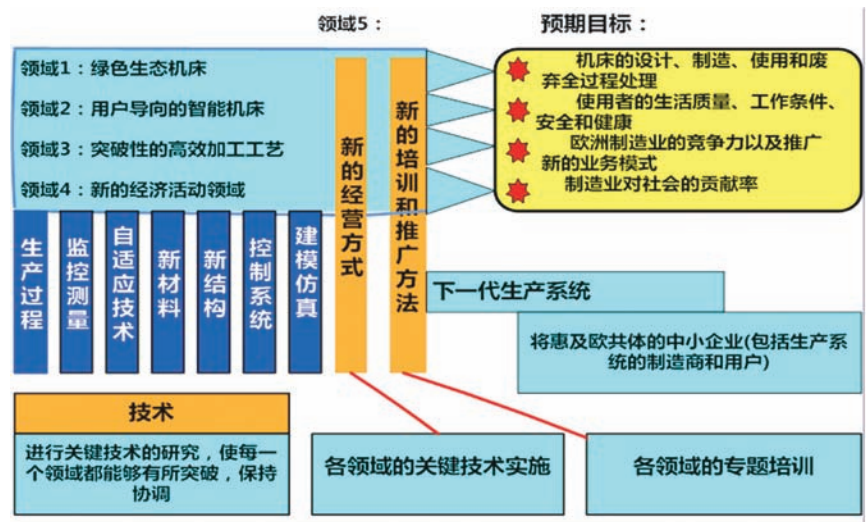 领域5：
预期目标：
领域1：绿色生态机床
领域2：用户导向的智能机床
领域3：突破性的高效加工工艺
领域4：新的经济活动领域
新的经营方式
新的培训和推广方法
机床的设计、制造、使用和废
弃全过程处理
使用者的生活质量、工作条件、
安全和健康
欧洲制造业的竞争力以及推广
新的业务模式
制造业对社会的贡献率
生产过程
监控测量
自适应技术
新材料
新结构
控制系统
建模仿真
下一代生产系统
将惠及欧共体的中小企业(包括生产系
统的制造商和用户)
技术
进行关键技术的研究，使每一
个领域都能够有所突破，保持
协调
各领域的关键技术实施
各领域的专题培训